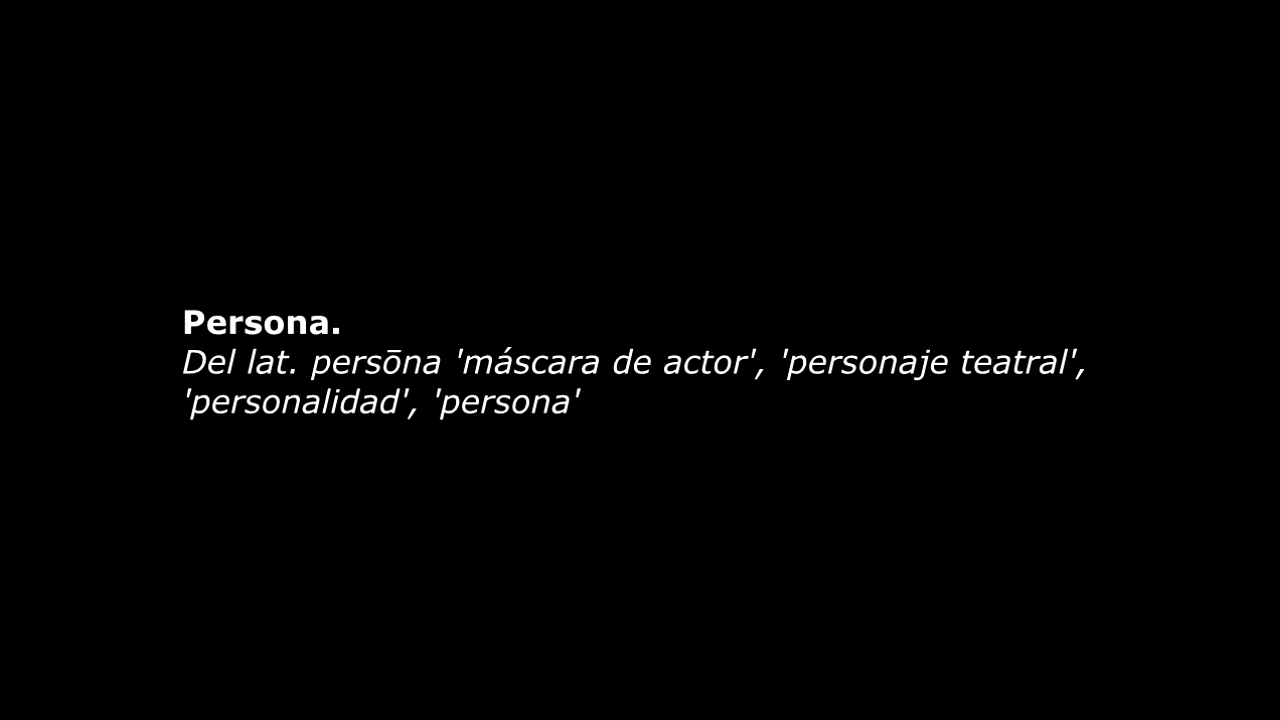 Persona.
Del lat. persōna 'máscara de actor', 'personaje teatral',
'personalidad', 'persona'